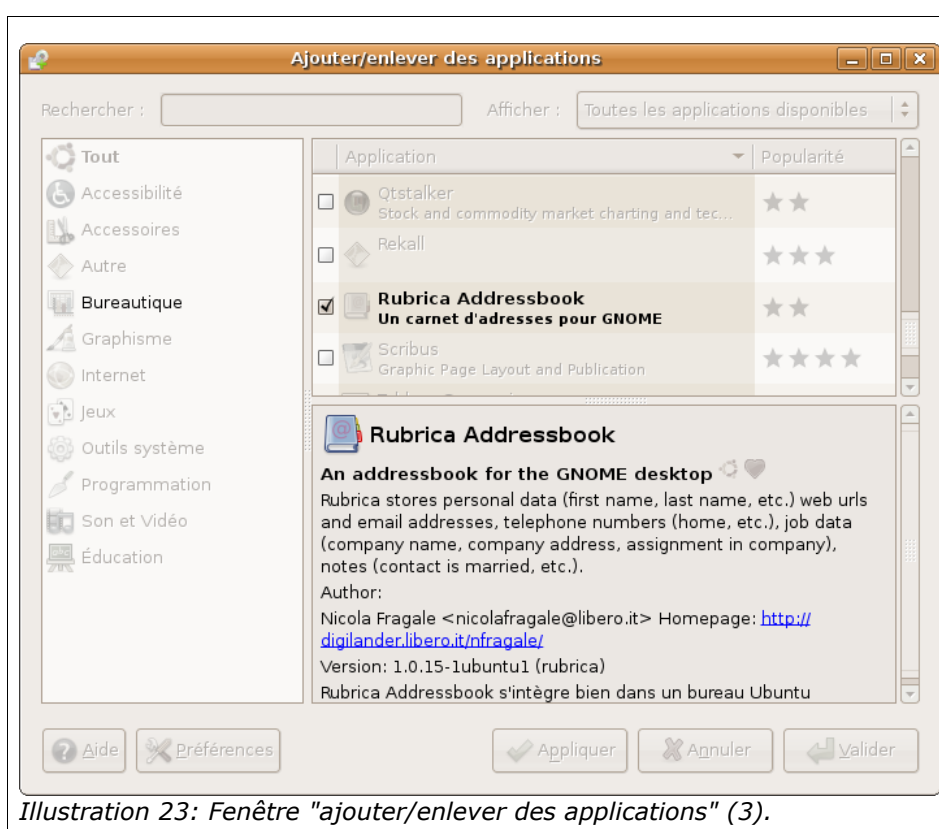 Ajouter/enlever des applications
Rechercher :
Afficher : Toutes les applications disponibles
Tout
Accessibilité
Accessoires
Autre
Bureautique
Graphisme
Internet
Jeux
Outils système
Programmation
Son et Vidéo
Éducation
Application Popularité
Qtstalker
Stock and commodity market charting and tec...
Rekall
Rubrica Addressbook
Un carnet d'adresses pour GNOME
Scribus
Graphic Page Layout and Publication
Rubrica Addressbook
An addressbook for the GNOME desktop
Rubrica stores personal data (first name, last name, etc.) web urls
and email addresses, telephone numbers (home, etc.), job data
(company name, company address, assignment in company),
notes (contact is married, etc.).
Author:
Nicola Fragale <nicolafragale@libero.it> Homepage: http://
digilander.libero.it/nfragale/
Version: 1.0.15-1ubuntu1 (rubrica)
Rubrica Addressbook s'intègre bien dans un bureau Ubuntu
Aide Préférences Appliquer Annuler Valider
Illustration 23: Fenêtre "ajouter/enlever des applications" (3).